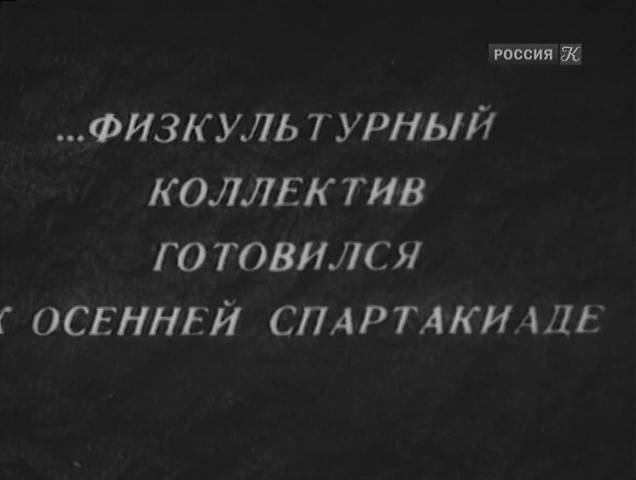 РОССИЯ К
...ФИЗКУЛЬТУРНЫЙ
КОЛЛЕКТИВ
ГОТОВИЛСЯ
К ОСЕННЕЙ СПАРТАКИАДЕ